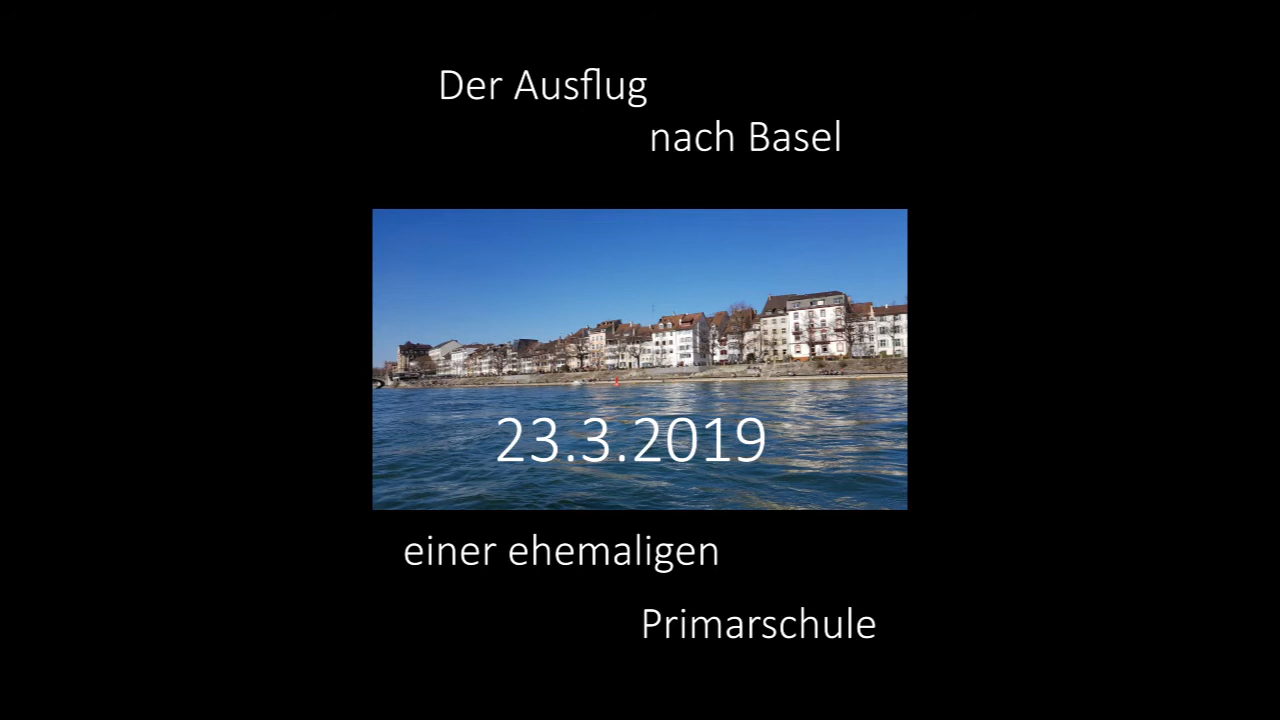 Der Ausflug
nach Basel
23.3.2019
einer ehemaligen
Primarschule